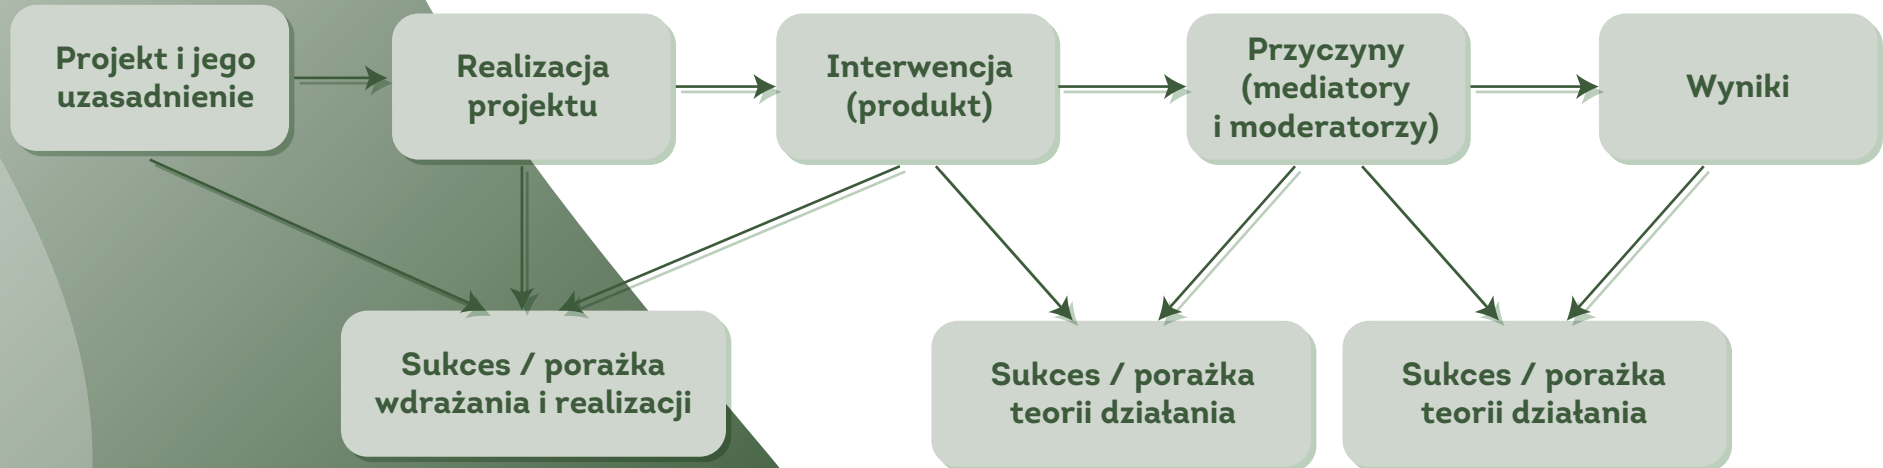 Projekt i jego
uzasadnienie
Realizacja
projektu
Interwencja
(produkt)
Przyczyny
(mediatory
i moderatorzy)
Wyniki
Sukces / porażka
wdrażania i realizacji
Sukces / porażka
teorii działania
Sukces / porażka
teorii działania